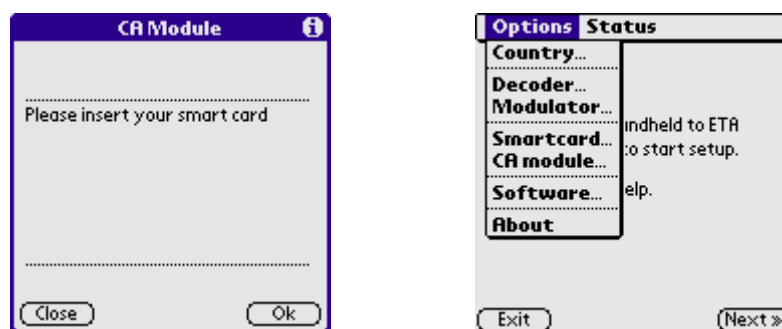 CA Module
Please insert your smart card
Close
Ok
Options Status
Country...
Decoder...
Modulator...
Smartcard...
CA module...
Software...
About
ndheld to ETA
to start setup.
elp.
Exit
Next »